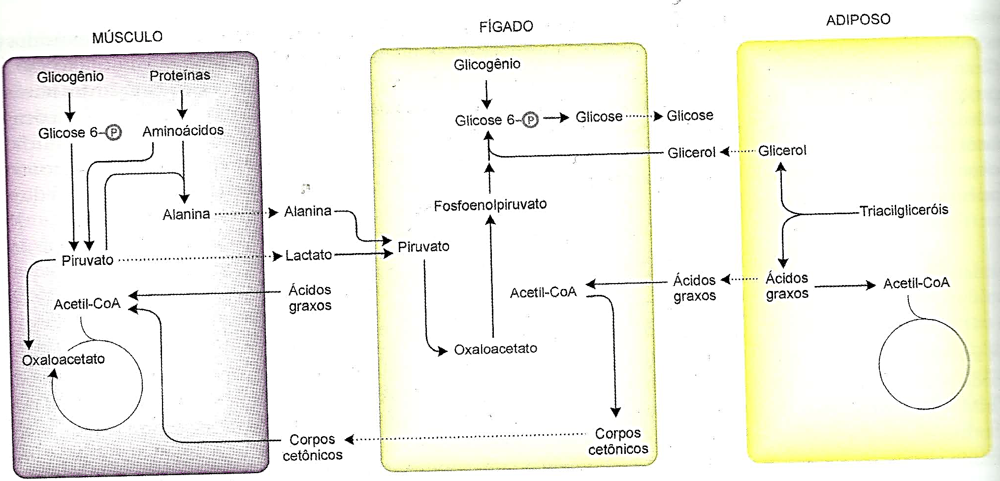 MÚSCULO
FÍGADO
ADIPOSO
Glicogênio
Proteínas
Glicose 6-P
Aminoácidos
Alanina
Piruvato
Acetil-CoA
Oxaloacetato
Alanina
Lactato
Ácidos
graxos
Corpos
cetônicos
Glicogênio
Glicose 6-P
Glicose
Glicose
Glicerol
Fosfoenolpiruvato
Piruvato
Acetil-CoA
Oxaloacetato
Corpos
cetônicos
Ácidos
graxos
Glicerol
Triacilgliceróis
Ácidos
graxos
Acetil-CoA